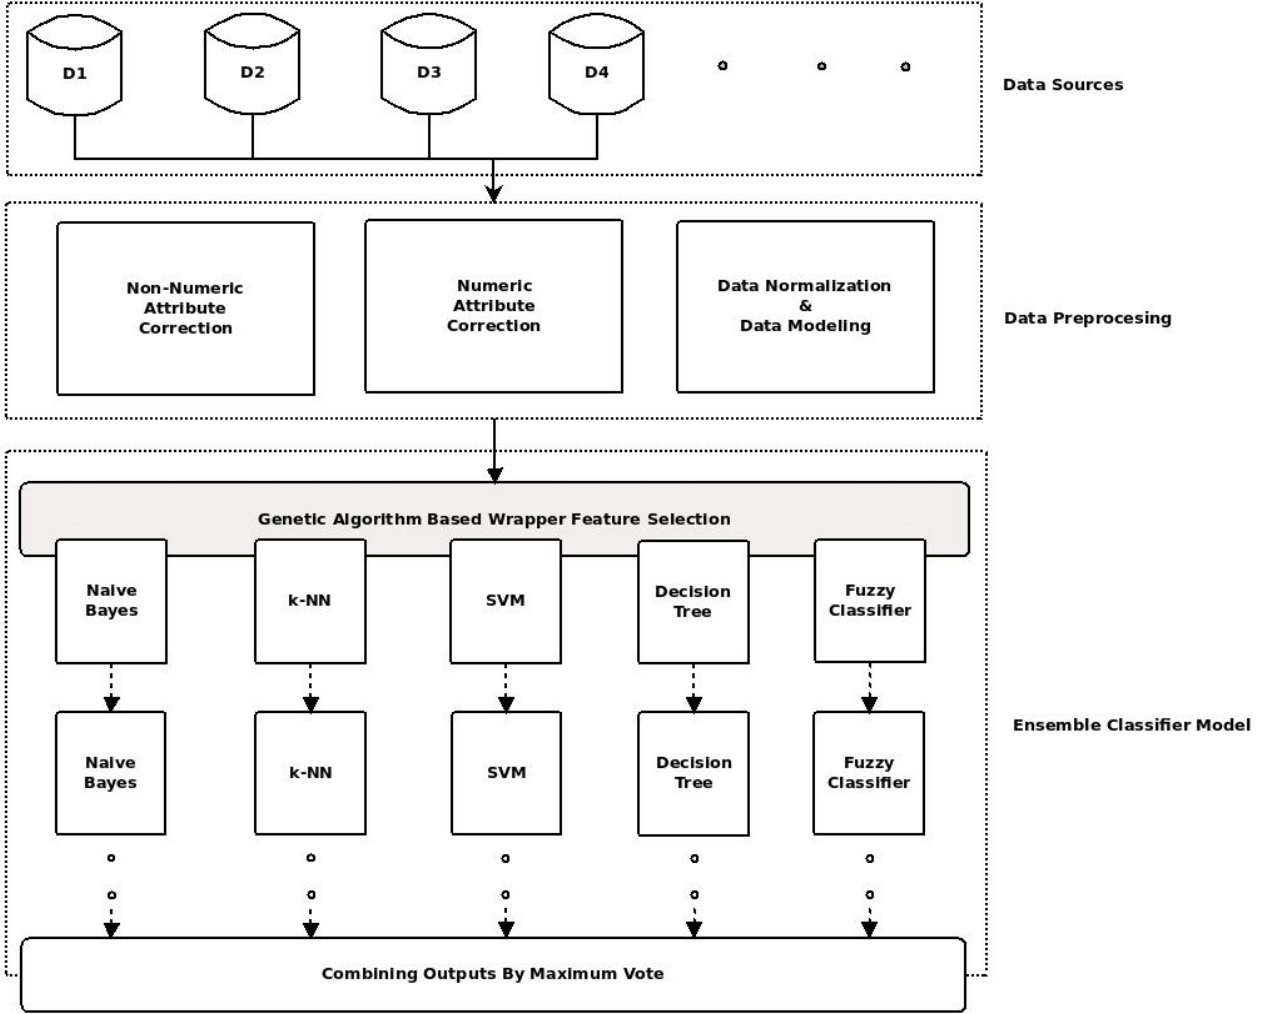 D1
D2
D3
D4
Data Sources
Non-Numeric
Attribute
Correction
Numeric
Attribute
Correction
Data Normalization
&
Data Modeling
Data Preprocesing
Genetic Algorithm Based Wrapper Feature Selection
Naive
Bayes
k-NN
SVM
Decision
Tree
Fuzzy
Classifier
Naive
Bayes
k-NN
SVM
Decision
Tree
Fuzzy
Classifier
Ensemble Classifier Model
Combining Outputs By Maximum Vote